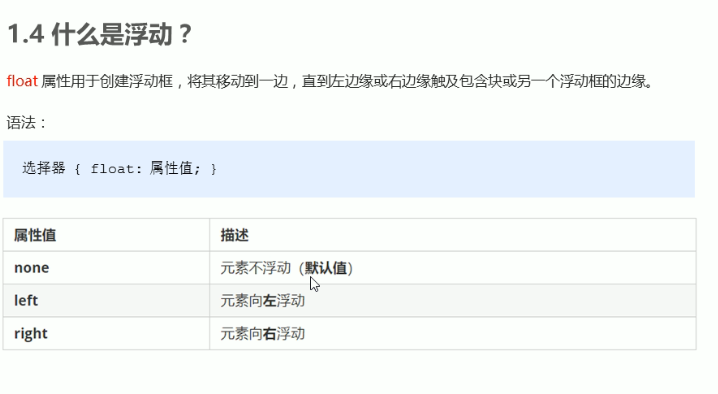 1.4 什么是浮动？
float 属性用于创建浮动框，将其移动到一边，直到左边缘或右边缘触及包含块或另一个浮动框的边缘。
语法：
选择器 { float: 属性值; }
属性值 描述
none 元素不浮动（默认值）
left 元素向左浮动
right 元素向右浮动